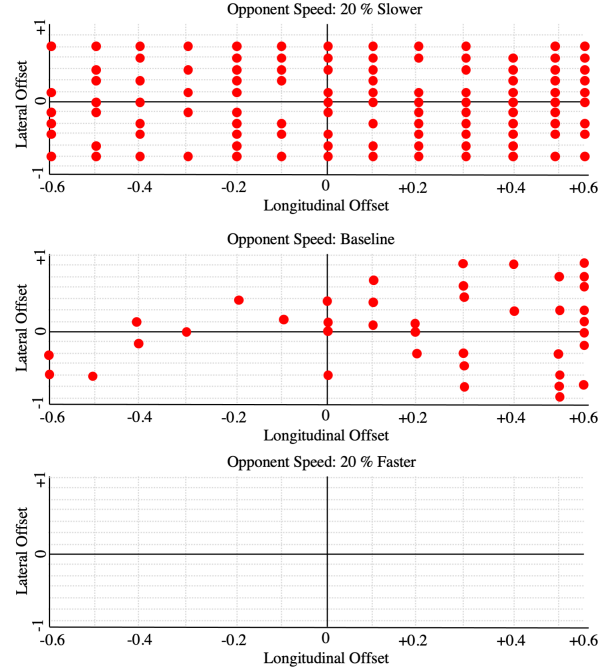 Opponent Speed: 20 % Slower
+1
0
-1
Lateral Offset
-0.6 -0.4 -0.2 0 +0.2 +0.4 +0.6
Longitudinal Offset
Opponent Speed: Baseline
+1
0
-1
Lateral Offset
-0.6 -0.4 -0.2 0 +0.2 +0.4 +0.6
Longitudinal Offset
Opponent Speed: 20 % Faster
+1
0
-1
Lateral Offset
-0.6 -0.4 -0.2 0 +0.2 +0.4 +0.6
Longitudinal Offset